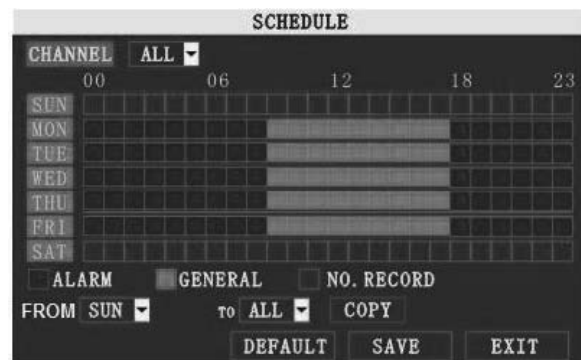 SCHEDULE
CHANNEL ALL
00 06 12 18 23
SUN
MON
TUE
WED
THU
FRI
SAT
ALARM GENERAL NO. RECORD
FROM SUN TO ALL COPY
DEFAULT SAVE EXIT